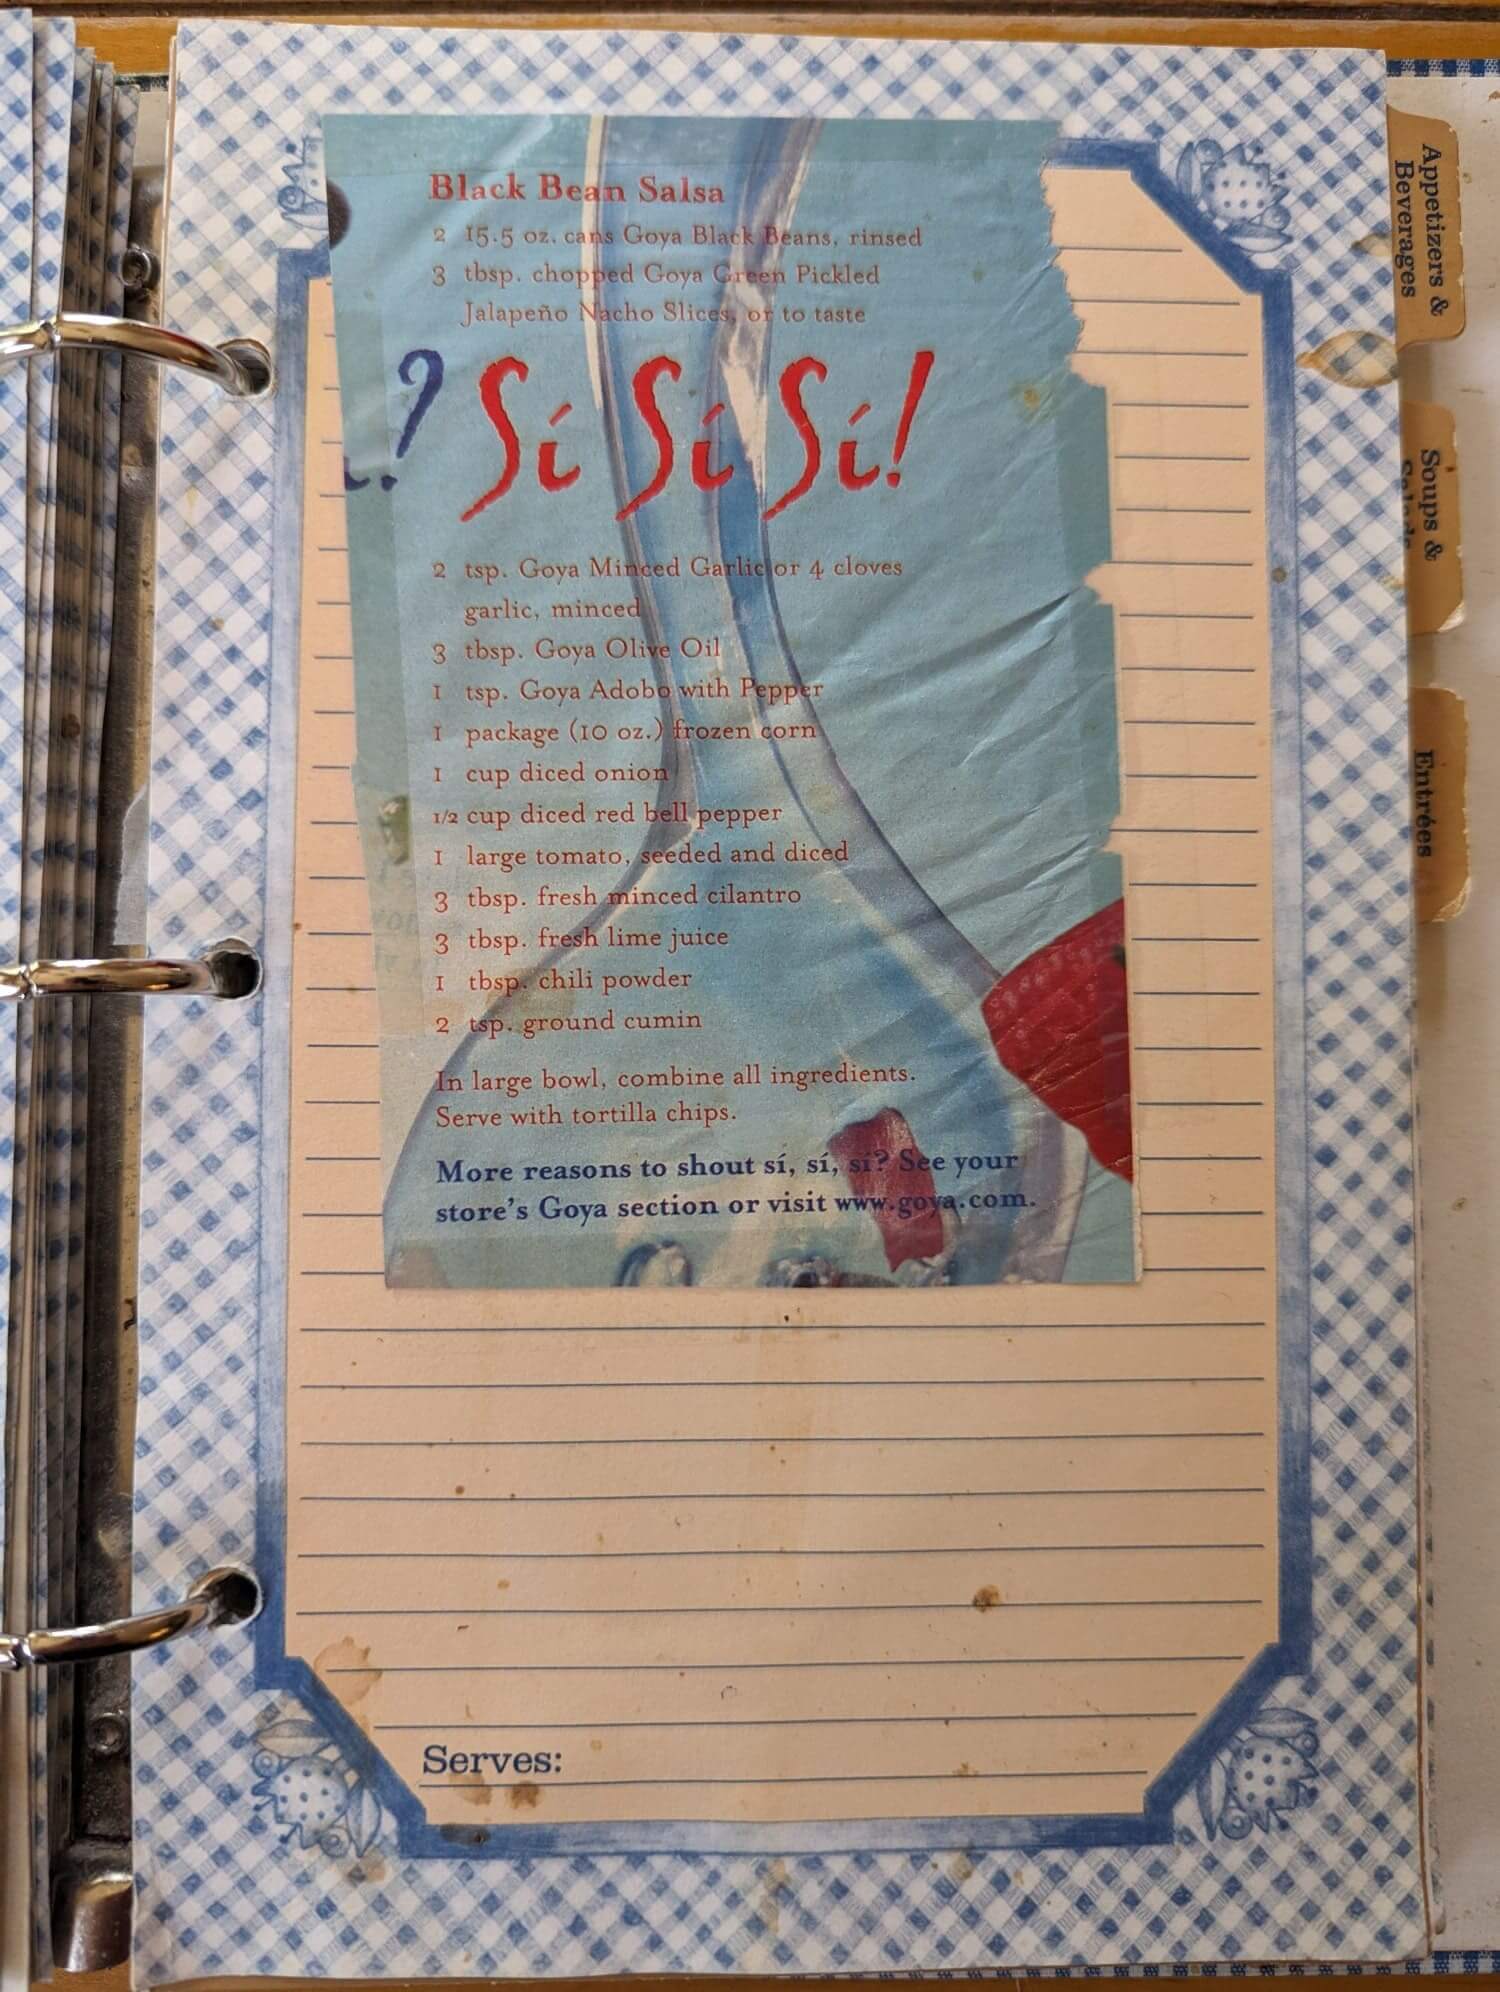 Black Bean Salsa
2 15.5 oz. cans Goya Black Beans, rinsed
3 tbsp. chopped Goya Green Pickled
Jalapeño Nacho Slices, or to taste
? Sí Sí Sí!
2 tsp. Goya Minced Garlic or 4 cloves
garlic, minced
3 tbsp. Goya Olive Oil
1 tsp. Goya Adobo with Pepper
1 package (10 oz.) frozen corn
1 cup diced onion
1/2 cup diced red bell pepper
1 large tomato, seeded and diced
3 tbsp. fresh minced cilantro
3 tbsp. fresh lime juice
1 tbsp. chili powder
2 tsp. ground cumin
In large bowl, combine all ingredients.
Serve with tortilla chips.
More reasons to shout sí, sí, sí? See your
store's Goya section or visit www.goya.com.
Serves:
Appetizers &
Beverages
Soups &
Salads
Entrées